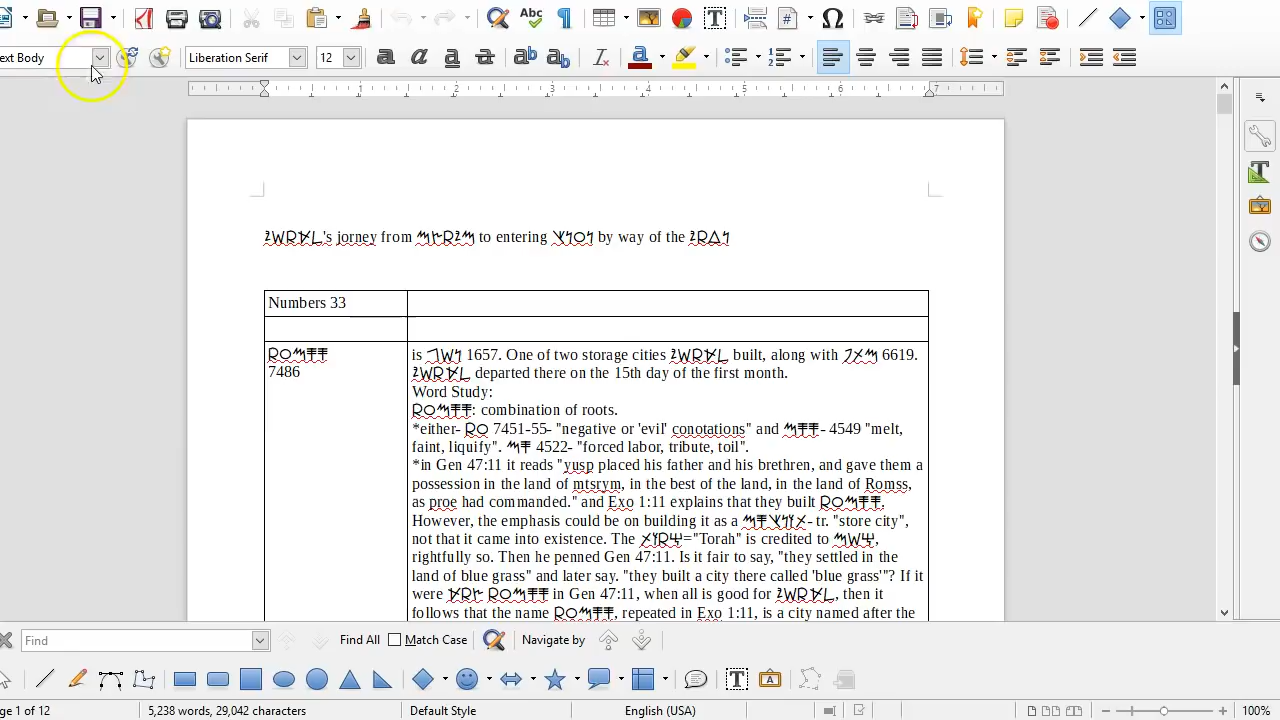 Abc
ext Body
Liberation Serif
12
1 2 3 4 5 6 7
's jorney from to entering by way of the
Numbers 33
is 1657. One of two storage cities built, along with 6619.
7486
departed there on the 15th day of the first month.
Word Study:
: combination of roots.
*either- 7451-55- "negative or 'evil' conotations" and - 4549 "melt,
faint, liquify". 4522- "forced labor, tribute, toil".
*in Gen 47:11 it reads "yusp placed his father and his brethren, and gave them a
possession in the land of mtsrym, in the best of the land, in the land of Romss,
as proe had commanded." and Exo 1:11 explains that they built .
However, the emphasis could be on building it as a - tr. "store city",
not that it came into existence. The ="Torah" is credited to ,
rightfully so. Then he penned Gen 47:11. Is it fair to say, "they settled in the
land of blue grass" and later say. "they built a city there called 'blue grass'"? If it
were in Gen 47:11, when all is good for , then it
follows that the name , repeated in Exo 1:11, is a city named after the
Find
Find All
Match Case
Navigate by
age 1 of 12
5,238 words, 29,042 characters
Default Style
English (USA)
100%